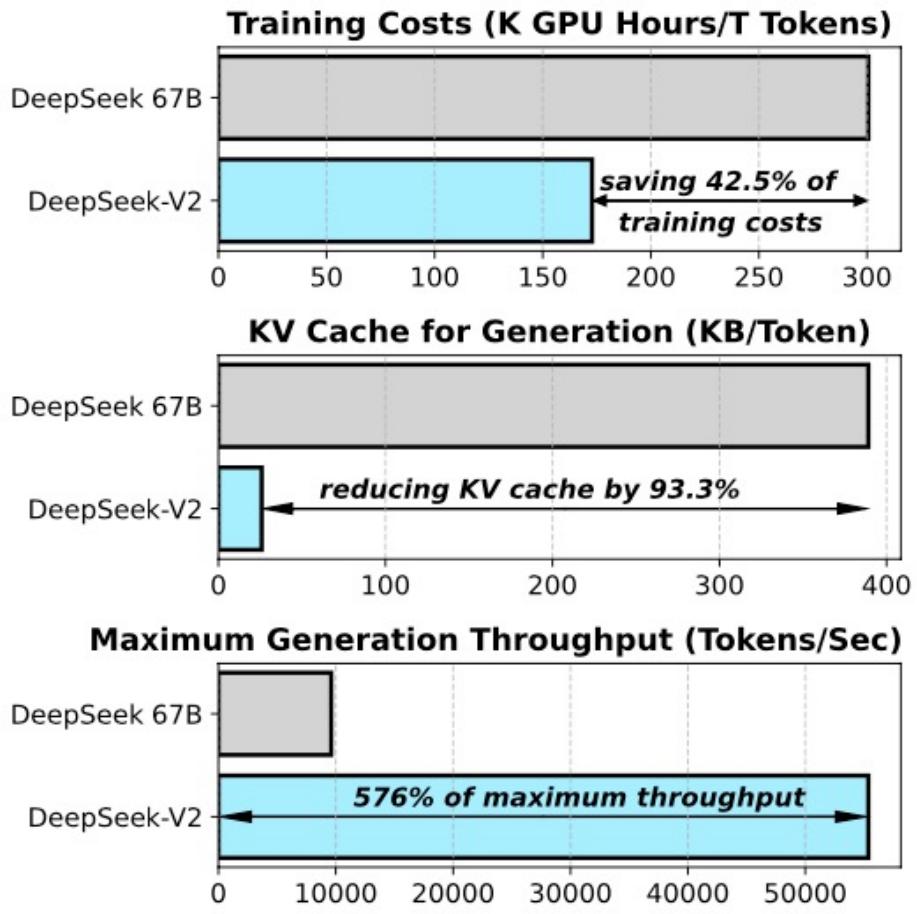 Training Costs (K GPU Hours/T Tokens)
DeepSeek 67B
DeepSeek-V2
saving 42.5% of
training costs
0 50 100 150 200 250 300
KV Cache for Generation (KB/Token)
DeepSeek 67B
DeepSeek-V2
reducing KV cache by 93.3%
0 100 200 300 400
Maximum Generation Throughput (Tokens/Sec)
DeepSeek 67B
DeepSeek-V2
576% of maximum throughput
0 10000 20000 30000 40000 50000